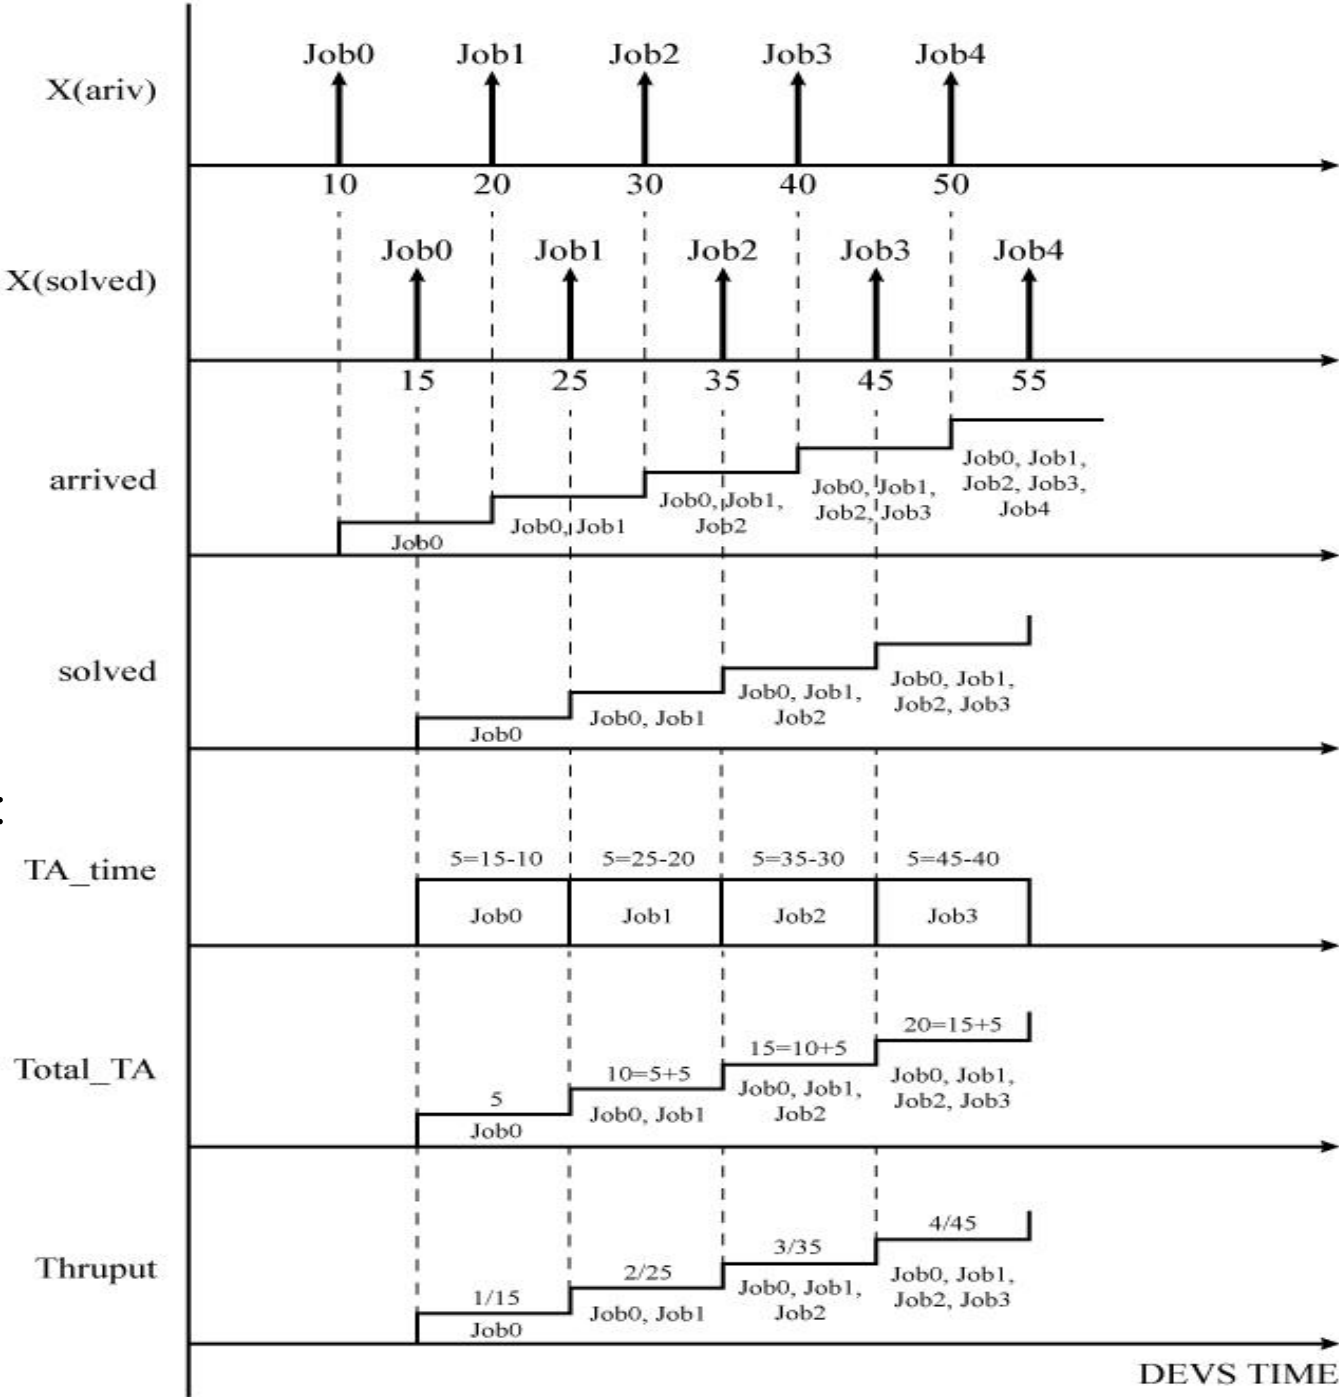 Job0 Job1 Job2 Job3 Job4
X(ariv)
10 20 30 40 50
Job0 Job1 Job2 Job3 Job4
X(solved)
15 25 35 45 55
arrived
Job0
Job0, Job1
Job0, Job1,
Job2
Job0, Job1,
Job2, Job3
Job0, Job1,
Job2, Job3,
Job4
solved
Job0
Job0, Job1
Job0, Job1,
Job2
Job0, Job1,
Job2, Job3
:
TA_time
5=15-10 5=25-20 5=35-30 5=45-40
Job0 Job1 Job2 Job3
Total_TA
5
Job0
10=5+5
Job0, Job1
15=10+5
Job0, Job1,
Job2
20=15+5
Job0, Job1,
Job2, Job3
Thruput
1/15
Job0
2/25
Job0, Job1
3/35
Job0, Job1,
Job2
4/45
Job0, Job1,
Job2, Job3
DEVS TIME